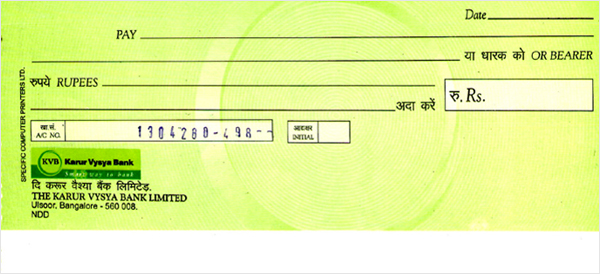 Date
PAY
या धारक को OR BEARER
रुपये RUPEES
अदा करें रु. Rs.
खा.सं. A/C NO. 1304280-498-- आद्यक्षर INITIAL
SPECIFIC COMPUTER PRINTERS LTD.
KVB Karur Vysya Bank
Smart way to bank
दि करूर वैश्या बैंक लिमिटेड.
THE KARUR VYSYA BANK LIMITED
Ulsoor, Bangalore - 560 008.
NDD